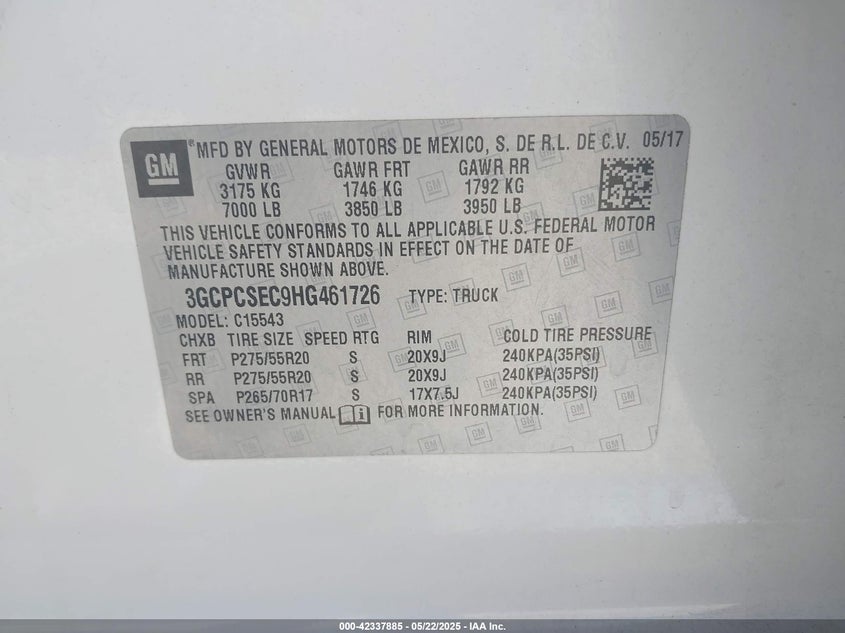 GM ® MFD BY GENERAL MOTORS DE MEXICO, S. DE R.L. DE C.V. 05/17
GVWR GAWR FRT GAWR RR
3175 KG 1746 KG 1792 KG
7000 LB 3850 LB 3950 LB
THIS VEHICLE CONFORMS TO ALL APPLICABLE U.S. FEDERAL MOTOR
VEHICLE SAFETY STANDARDS IN EFFECT ON THE DATE OF
MANUFACTURE SHOWN ABOVE.
3GCPCSEC9HG461726 TYPE: TRUCK
MODEL: C15543
CHXB TIRE SIZE SPEED RTG RIM COLD TIRE PRESSURE
FRT P275/55R20 S 20X9J 240KPA(35PSI)
RR P275/55R20 S 20X9J 240KPA(35PSI)
SPA P265/70R17 S 17X7.5J 240KPA(35PSI)
SEE OWNER'S MANUAL FOR MORE INFORMATION.
000-42337885 - 05/22/2025 - IAA Inc.